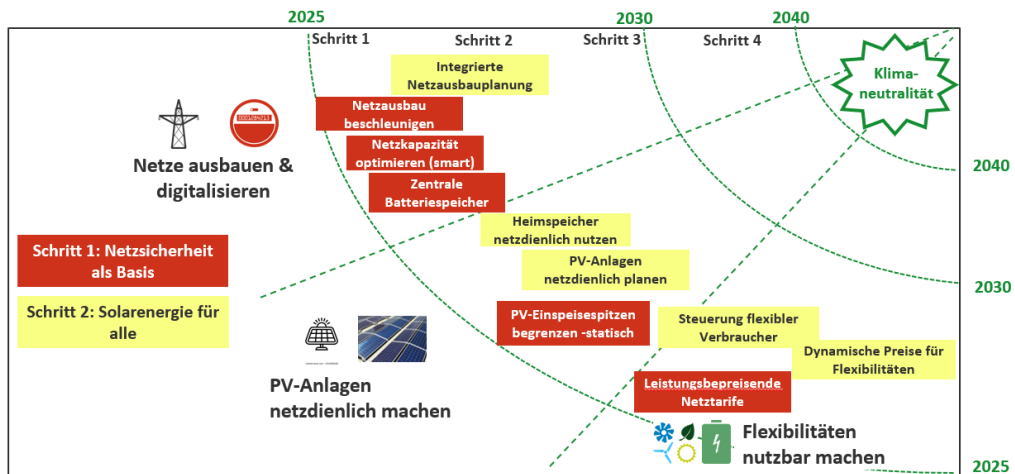 2025
2030
2040
Schritt 1
Schritt 2
Schritt 3
Schritt 4
Integrierte
Netzausbauplanung
Klima-
neutralität
Netzausbau
beschleunigen
Netze ausbauen &
digitalisieren
Netzkapazität
optimieren (smart)
2040
Zentrale
Batteriespeicher
Heimspeicher
netzdienlich nutzen
Schritt 1: Netzsicherheit
als Basis
PV-Anlagen
netzdienlich planen
2030
Schritt 2: Solarenergie für
alle
PV-Einspeisespitzen
begrenzen -statisch
Steuerung flexibler
Verbraucher
Dynamische Preise für
Flexibilitäten
PV-Anlagen
netzdienlich machen
Leistungsbepreisende
Netztarife
Flexibilitäten
nutzbar machen
2025